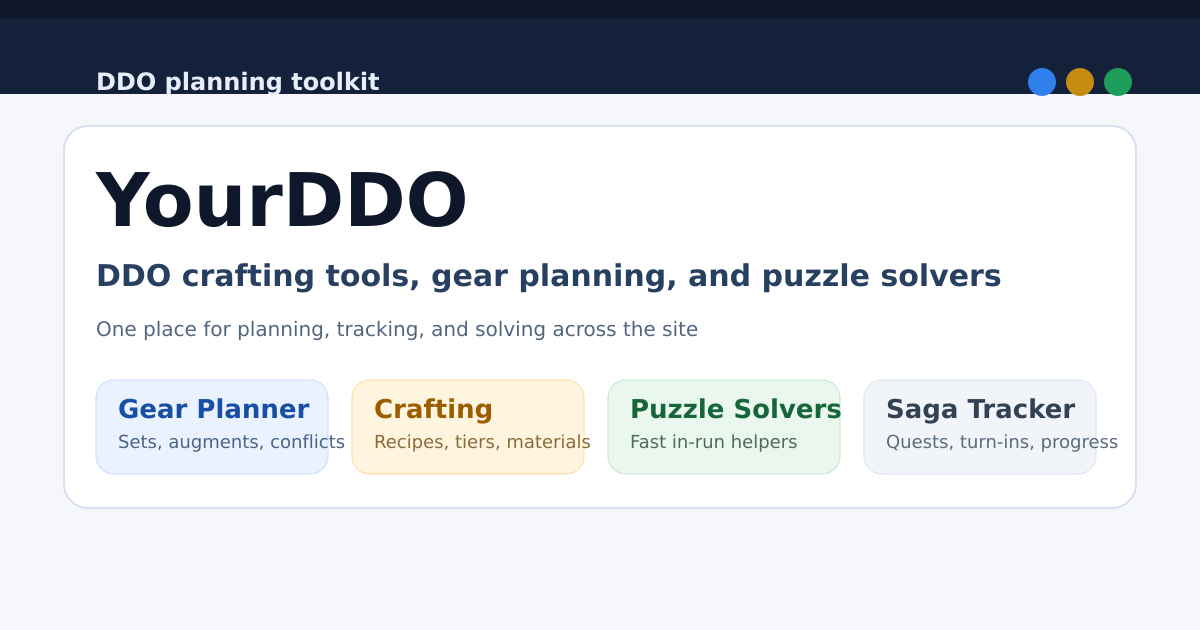 DDO planning toolkit
YourDDO
DDO crafting tools, gear planning, and puzzle solvers
One place for planning, tracking, and solving across the site
Gear Planner
Sets, augments, conflicts
Crafting
Recipes, tiers, materials
Puzzle Solvers
Fast in-run helpers
Saga Tracker
Quests, turn-ins, progress